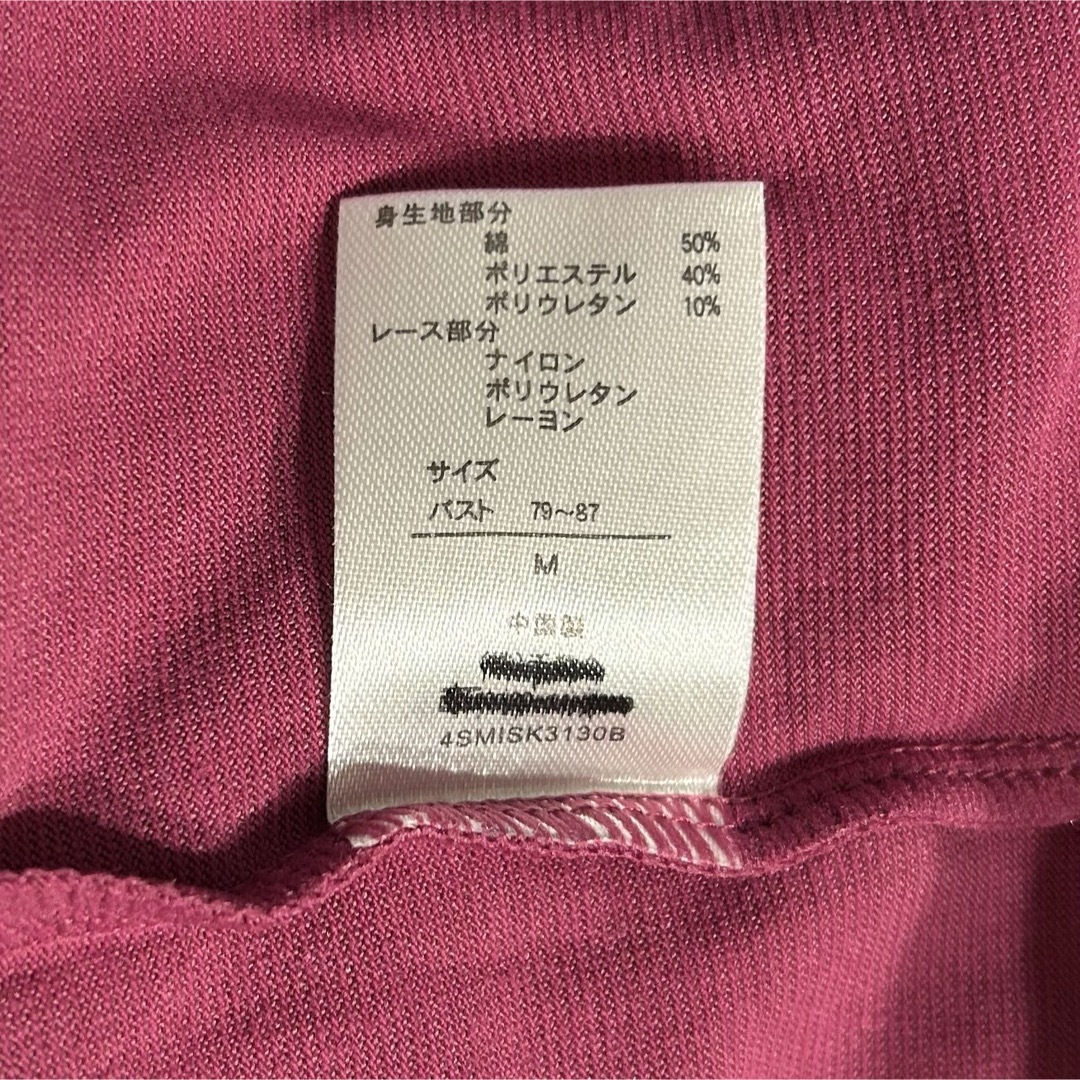 身生地部分
綿 50%
ポリエステル 40%
ポリウレタン 10%
レース部分
ナイロン
ポリウレタン
レーヨン
サイズ
バスト 79〜87
M
中国製
4SMISK3130B